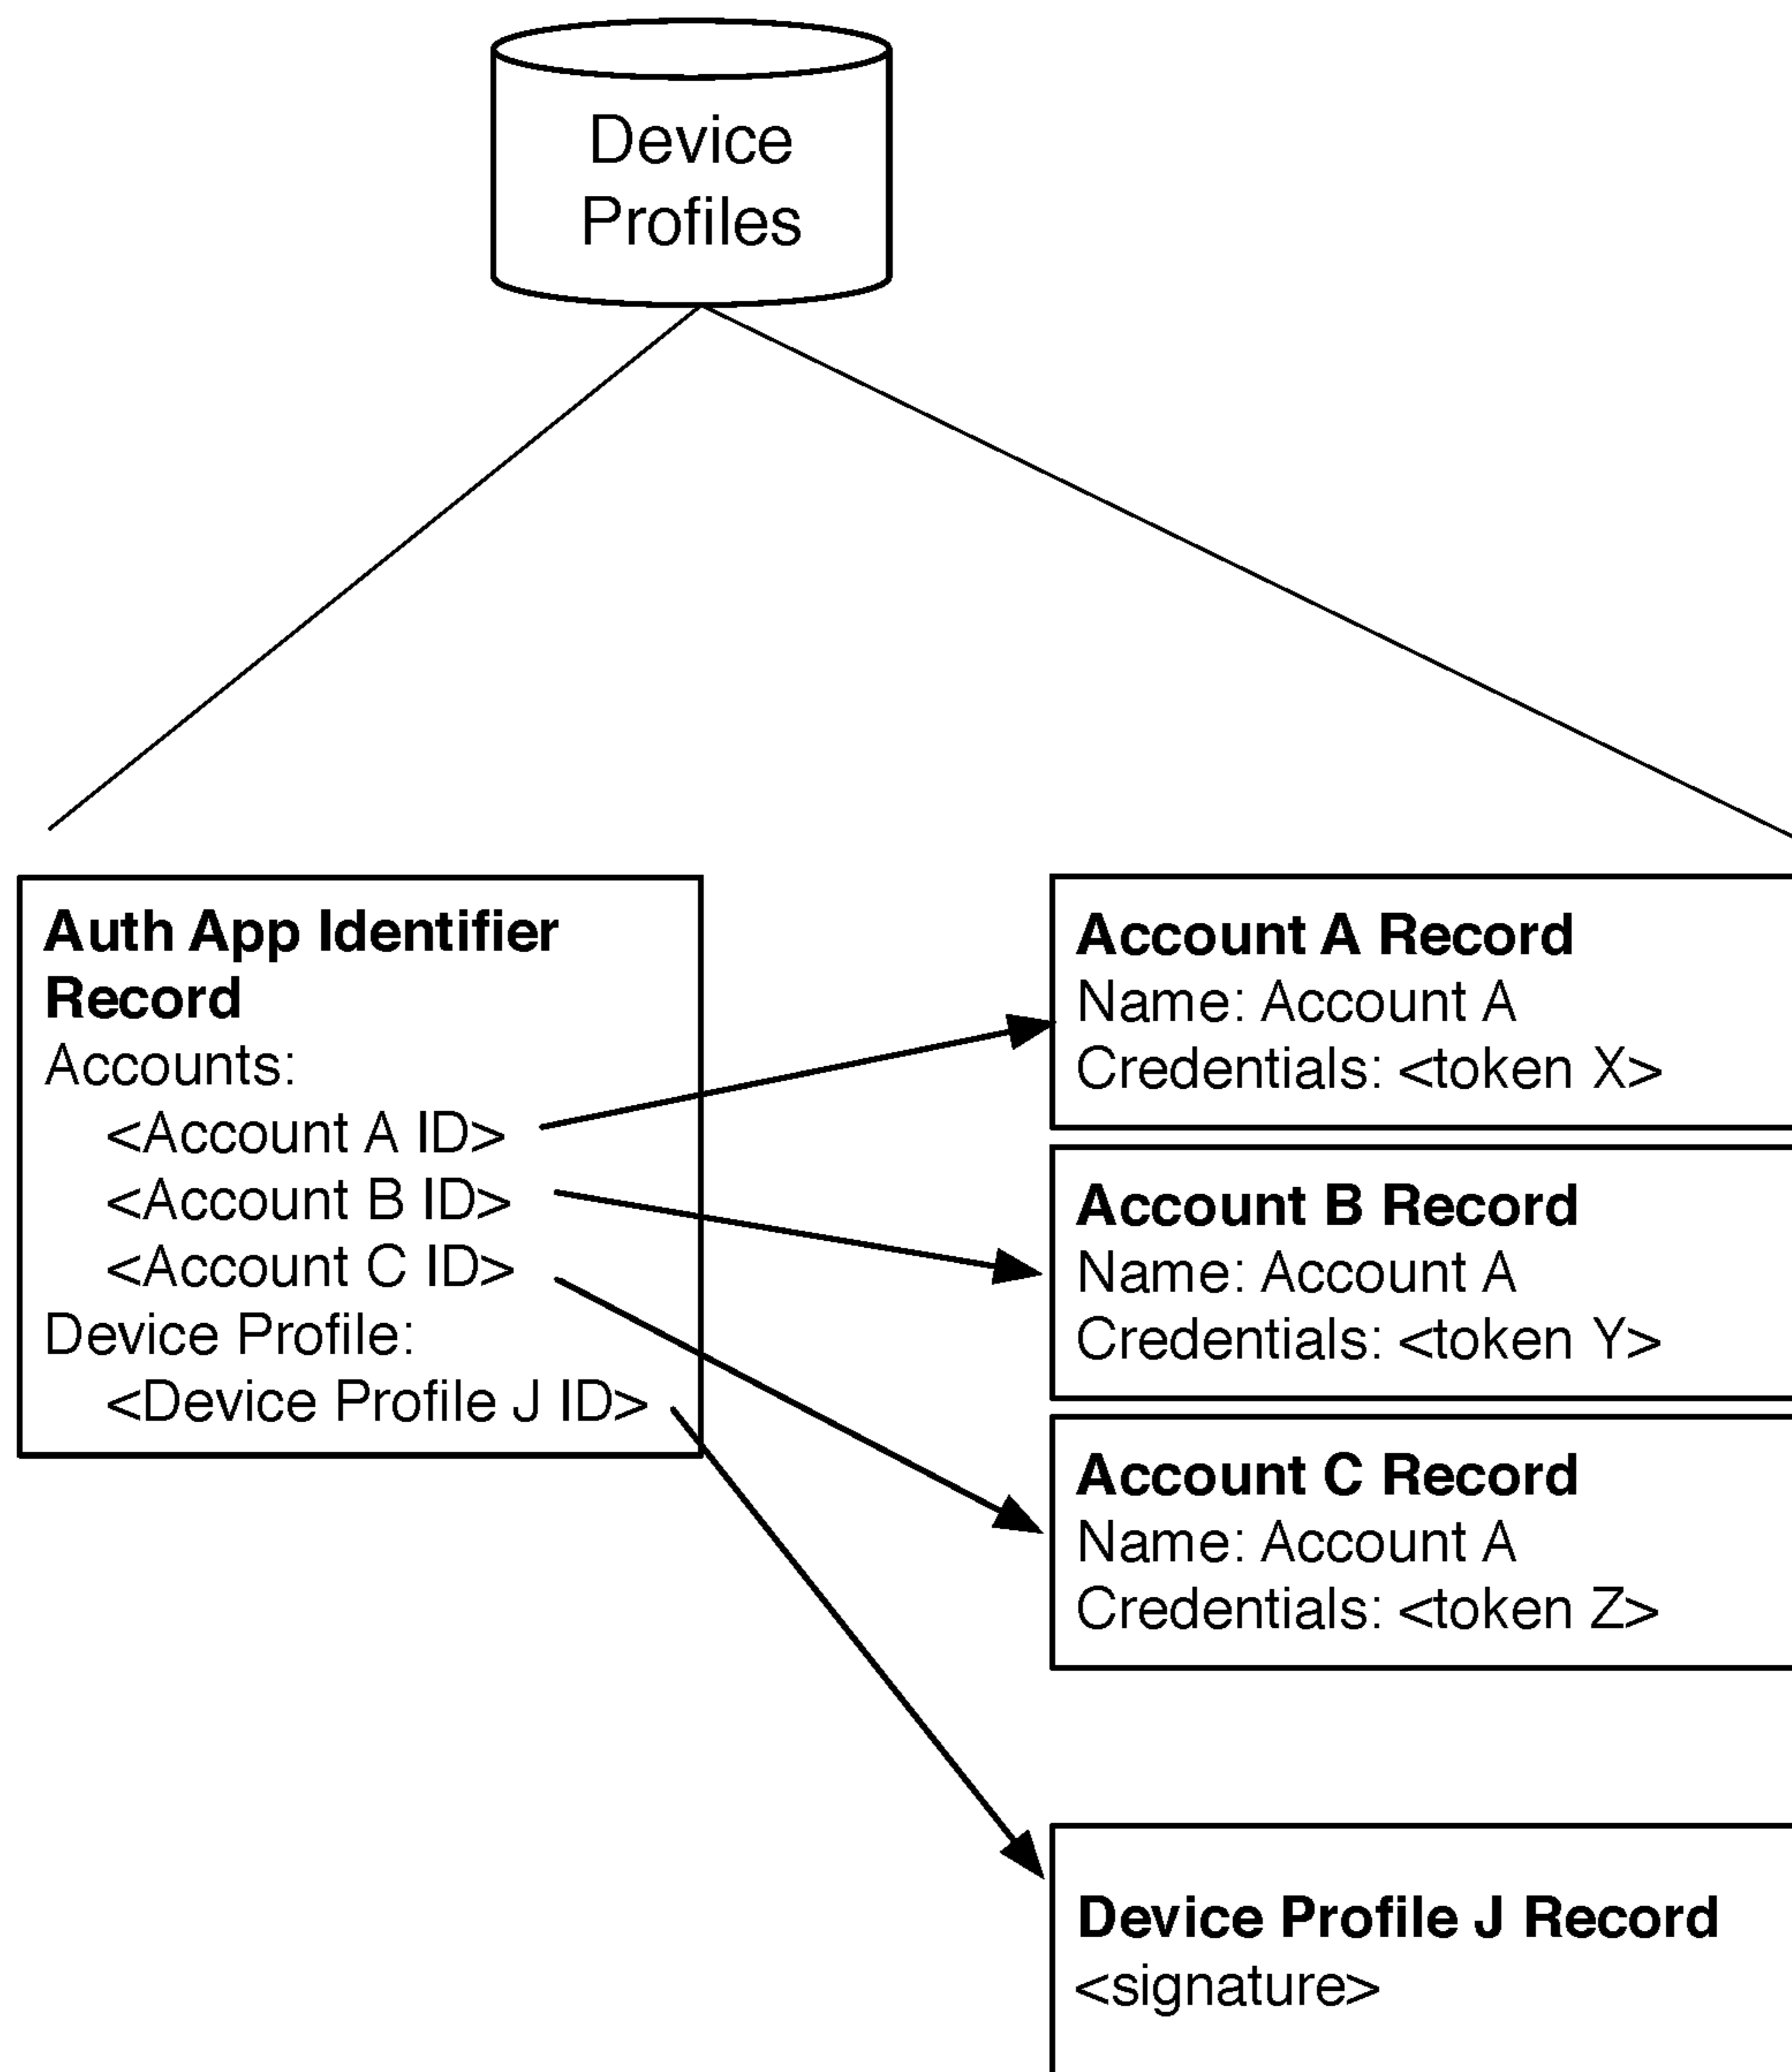 Device
Profiles
Auth App Identifier
Record
Accounts:
<Account A ID>
<Account B ID>
<Account C ID>
Device Profile:
<Device Profile J ID>
Account A Record
Name: Account A
Credentials: <token X>
Account B Record
Name: Account A
Credentials: <token Y>
Account C Record
Name: Account A
Credentials: <token Z>
Device Profile J Record
<signature>